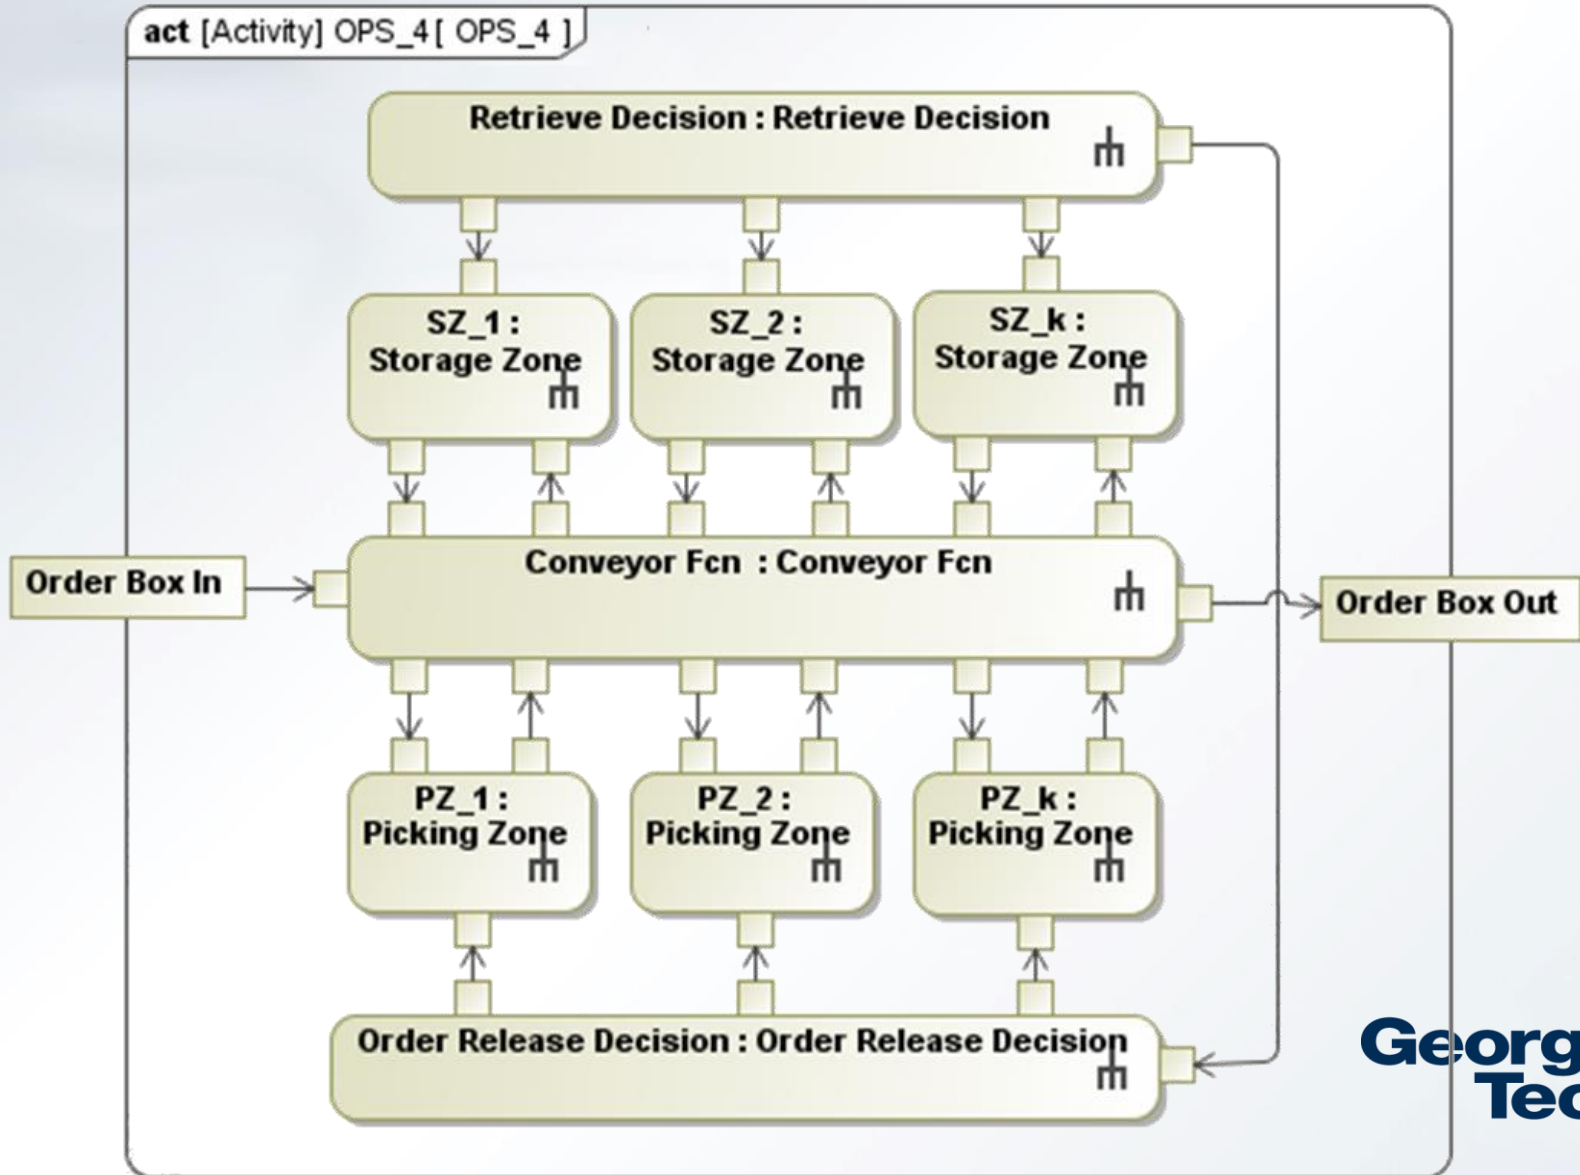 act [Activity] OPS_4[ OPS_4 ]
Retrieve Decision : Retrieve Decision
SZ_1 :
Storage Zone
SZ_2 :
Storage Zone
SZ_k :
Storage Zone
Order Box In
Conveyor Fcn : Conveyor Fcn
Order Box Out
PZ_1 :
Picking Zone
PZ_2 :
Picking Zone
PZ_k :
Picking Zone
Order Release Decision : Order Release Decision